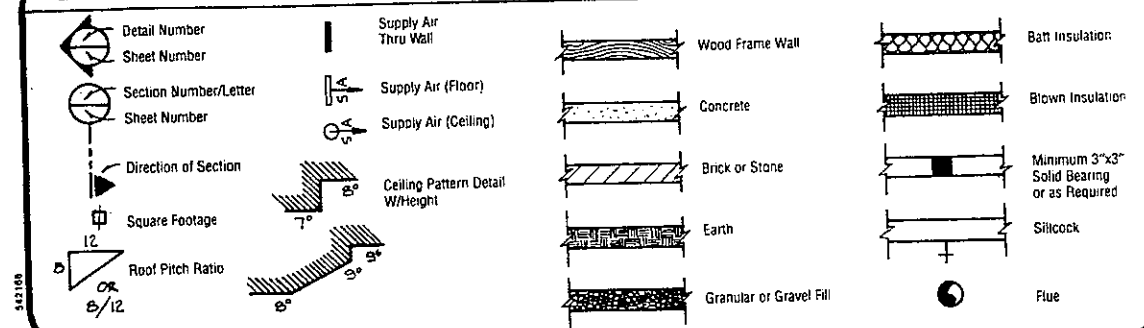 Detail Number
Sheet Number
Section Number/Letter
Sheet Number
Direction of Section
Square Footage
12
8
OR
8/12
Roof Pitch Ratio
Supply Air
Thru Wall
SA
Supply Air (Floor)
SA
Supply Air (Ceiling)
8°
7°
Ceiling Pattern Detail
W/Height
9⁶
9°
8°
Wood Frame Wall
Concrete
Brick or Stone
Earth
Granular or Gravel Fill
Batt Insulation
Blown Insulation
Minimum 3"x3"
Solid Bearing
or as Required
Sillcock
Flue
542168